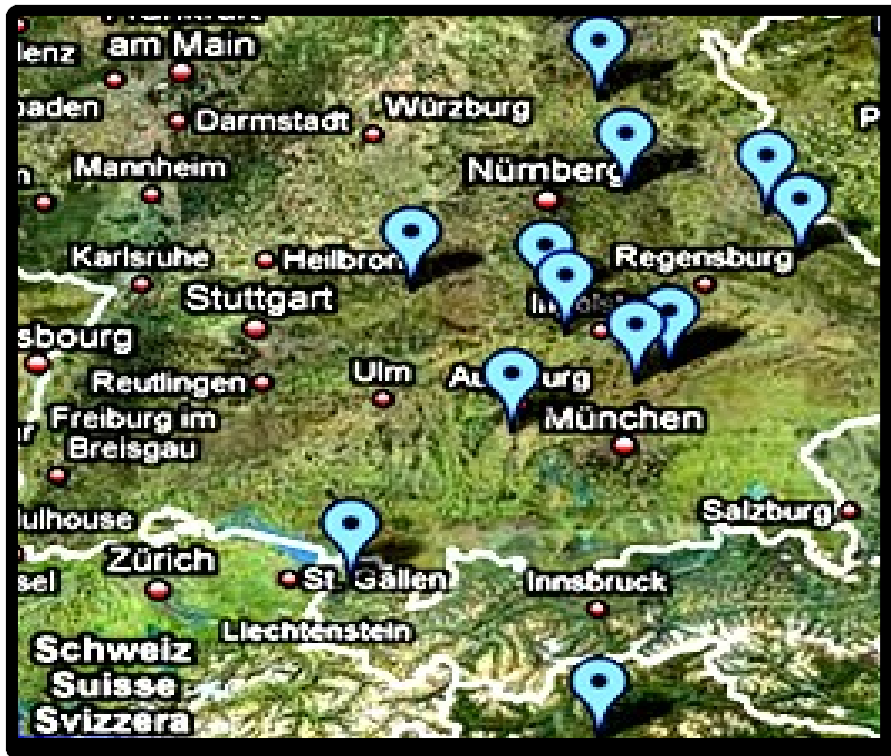 am Main
Würzburg
Darmstadt
Mannheim
Nürnberg
Karlsruhe
Heilbron
Regensburg
Stuttgart
sbourg
Reutlingen
Ulm
München
Freiburg im
Breisgau
Salzburg
ulhouse
Zürich
St. Gallen
Innsbruck
Liechtenstein
Schweiz
Suisse
Svizzera